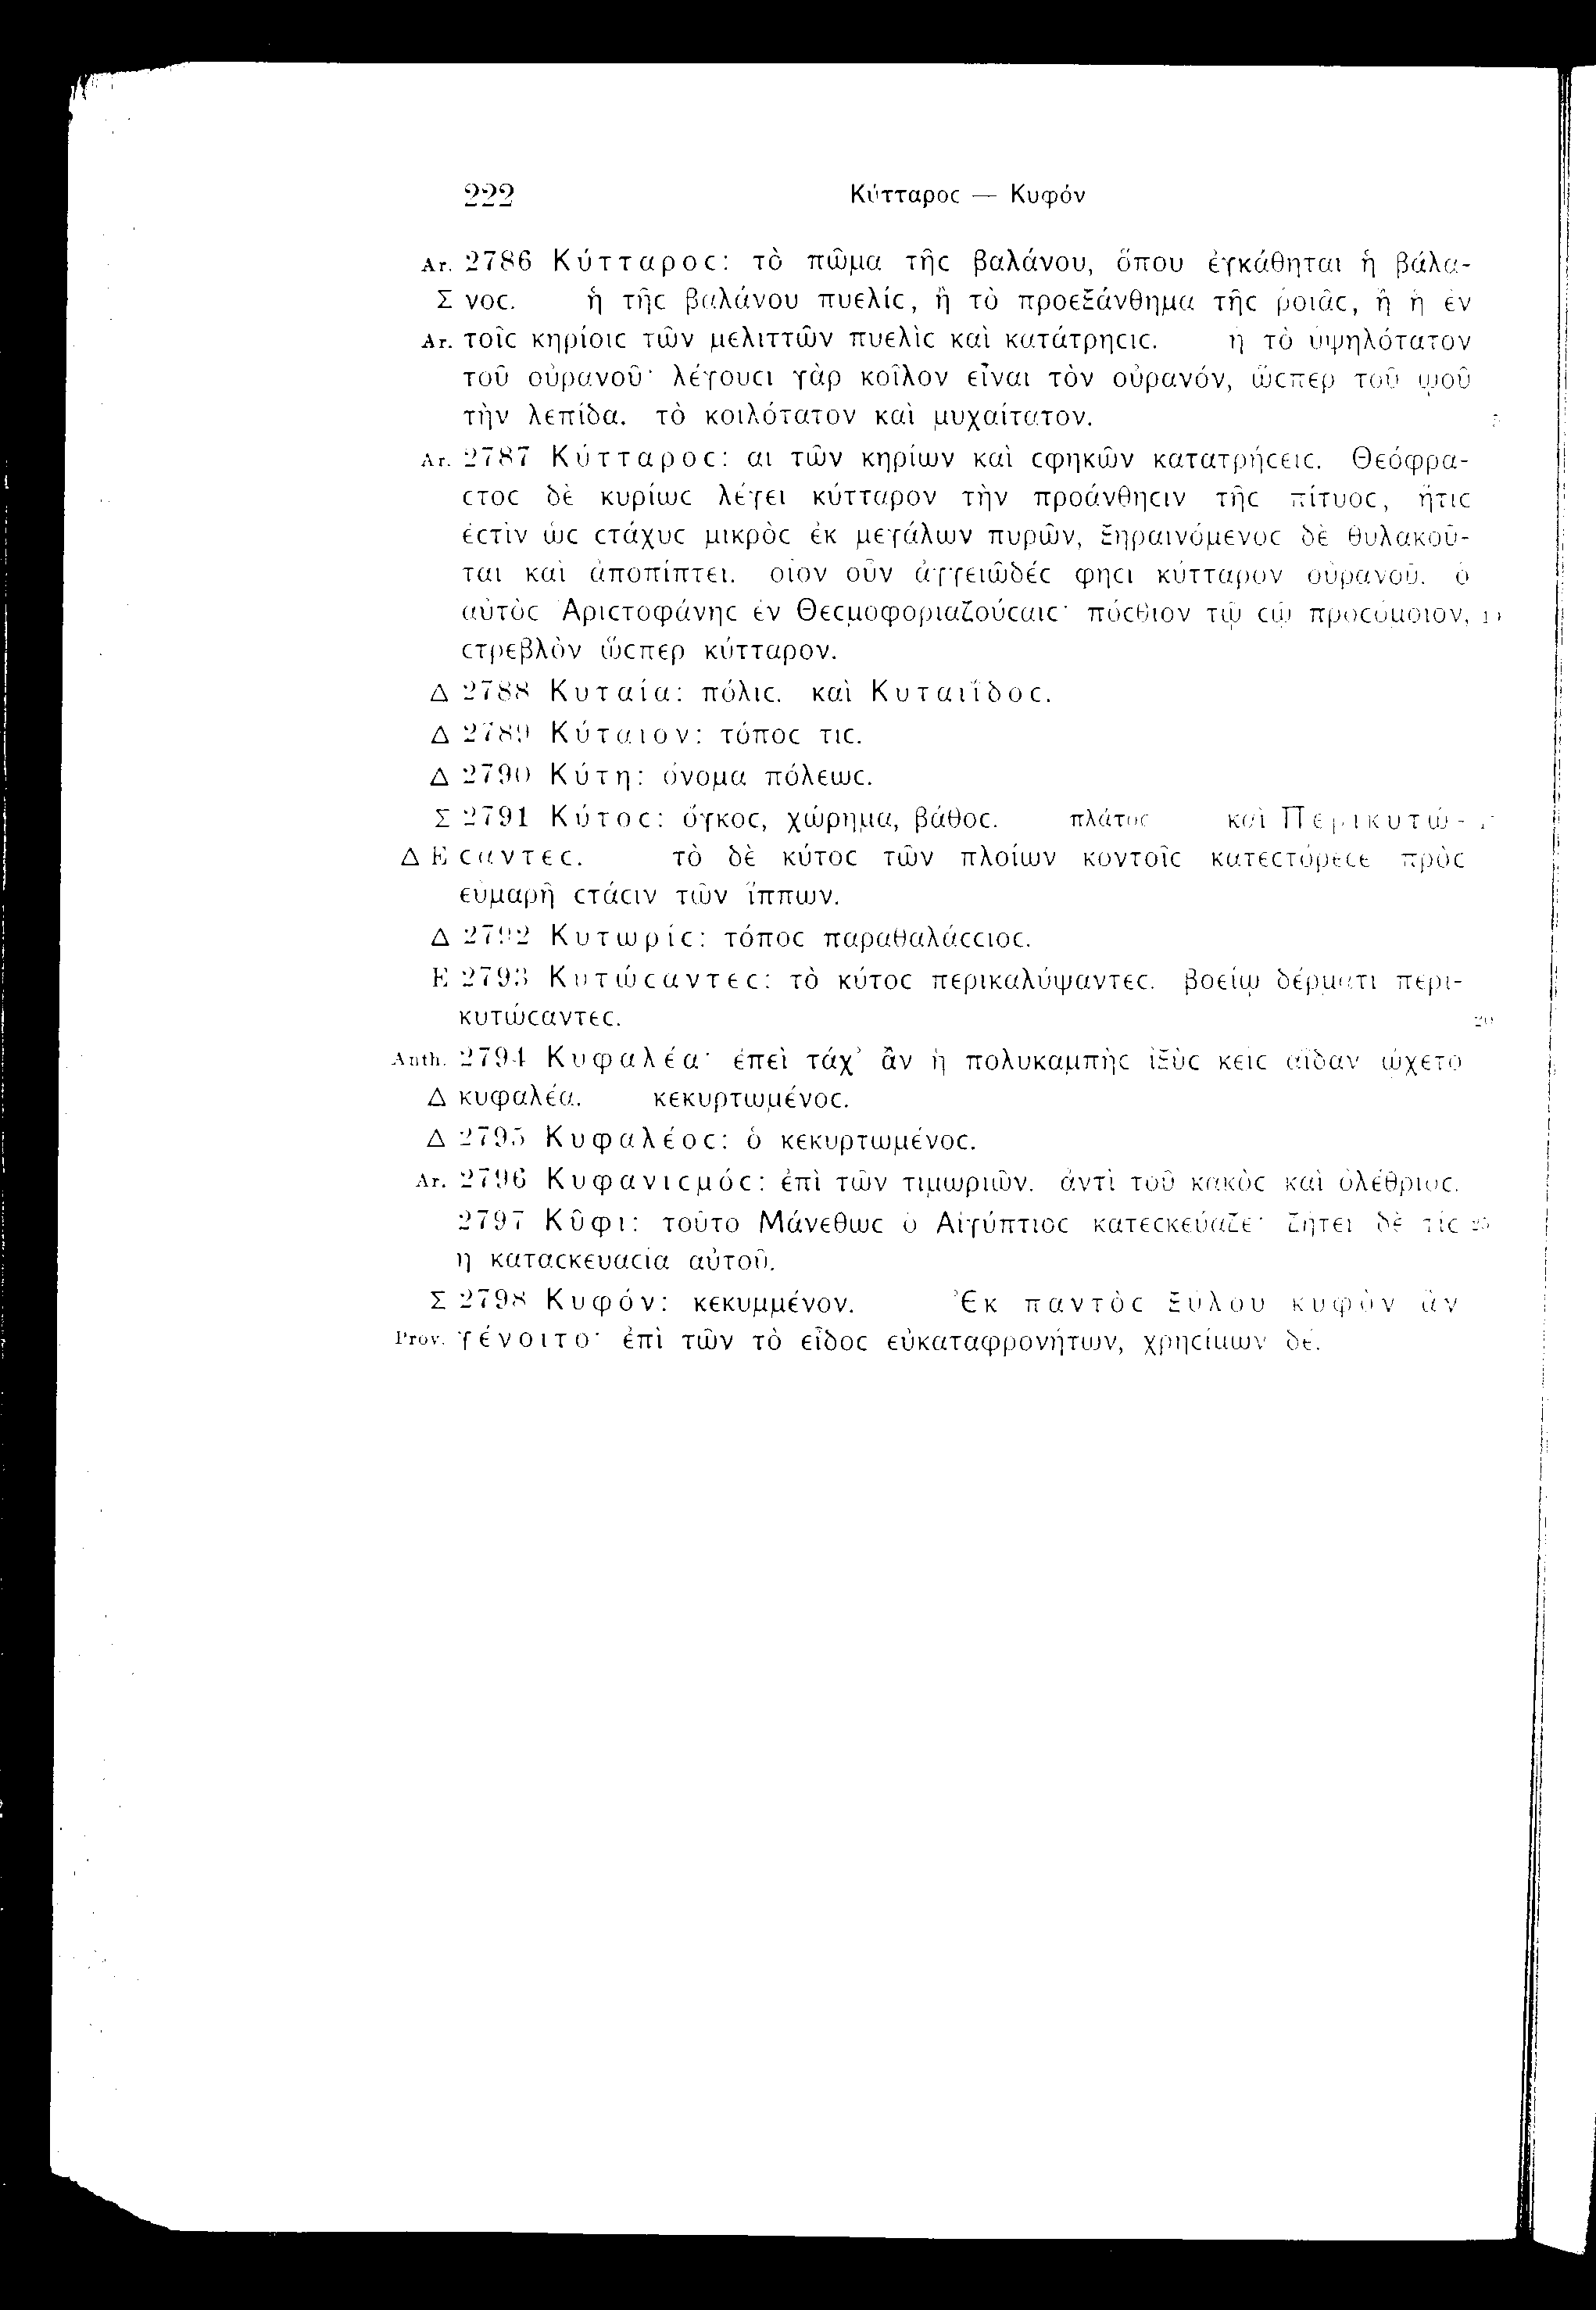 222 Κύτταροϲ — Κυφόν
Ar. 2786 Κύτταροϲ: τὸ πῶμα τῆϲ βαλάνου, ὅπου ἐγκάθηται ἡ βάλα-
Σ νοϲ. ἡ τῆϲ βαλάνου πυελίϲ, ἢ τὸ προεξάνθημα τῆϲ ῥοιᾶϲ, ἢ ἡ ἐν
Ar. τοῖϲ κηρίοιϲ τῶν μελιττῶν πυελὶϲ καὶ κατάτρηϲιϲ. ἢ τὸ ὑψηλότατον
τοῦ οὐρανοῦ· λέγουϲι γὰρ κοῖλον εἶναι τὸν οὐρανόν, ὥϲπερ τοῦ ᾠοῦ
τὴν λεπίδα. τὸ κοιλότατον καὶ μυχαίτατον. 5
Ar. 2787 Κύτταροϲ: αἱ τῶν κηρίων καὶ ϲφηκῶν κατατρήϲειϲ. Θεόφρα-
ϲτοϲ δὲ κυρίωϲ λέγει κύτταρον τὴν προάνθηϲιν τῆϲ πίτυοϲ, ἥτιϲ
ἐϲτὶν ὡϲ ϲτάχυϲ μικρὸϲ ἐκ μεγάλων πυρῶν, ξηραινόμενοϲ δὲ θυλακοῦ-
ται καὶ ἀποπίπτει. οἷον οὖν ἀγγειῶδέϲ φηϲι κύτταρον οὐρανοῦ. ὁ
αὐτὸϲ Ἀριϲτοφάνηϲ ἐν Θεϲμοφοριαζούϲαιϲ· πόϲθιον τῷ ϲῷ προϲόμοιον, 10
ϲτρεβλὸν ὥϲπερ κύτταρον.
Δ 2788 Κυταία: πόλιϲ. καὶ Κυταιΐδοϲ.
Δ 2789 Κύταιον: τόποϲ τιϲ.
Δ 2790 Κύτη: ὄνομα πόλεωϲ.
Σ 2791 Κύτοϲ: ὄγκοϲ, χώρημα, βάθοϲ. πλάτοϲ καὶ Περικυτώ- 15
Δ E ϲαντεϲ. τὸ δὲ κύτοϲ τῶν πλοίων κοντοῖϲ κατεϲτόρεϲε πρὸϲ
εὐμαρῆ ϲτάϲιν τῶν ἵππων.
Δ 2792 Κυτωρίϲ: τόποϲ παραθαλάϲϲιοϲ.
E 2793 Κυτώϲαντεϲ: τὸ κύτοϲ περικαλύψαντεϲ. βοείῳ δέρματι περι-
κυτώϲαντεϲ. 20
Anth. 2794 Κυφαλέα· ἐπεὶ τάχ' ἂν ἡ πολυκαμπὴϲ ἰξὺϲ κεἰϲ ἀΐδαν ᾤχετο
Δ κυφαλέα. κεκυρτωμένοϲ.
Δ 2795 Κυφαλέοϲ: ὁ κεκυρτωμένοϲ.
Ar. 2796 Κυφανιϲμόϲ: ἐπὶ τῶν τιμωριῶν. ἀντὶ τοῦ κακὸϲ καὶ ὀλέθριοϲ.
2797 Κῦφι: τοῦτο Μάνεθωϲ ὁ Αἰγύπτιοϲ κατεϲκεύαζε· ζήτει δὲ τίϲ 25
ἡ καταϲκευαϲία αὐτοῦ.
Σ 2798 Κυφόν: κεκυμμένον. Ἐκ παντὸϲ ξύλου κυφὸν ἂν
Prov. γένοιτο· ἐπὶ τῶν τὸ εἶδοϲ εὐκαταφρονήτων, χρηϲίμων δέ.